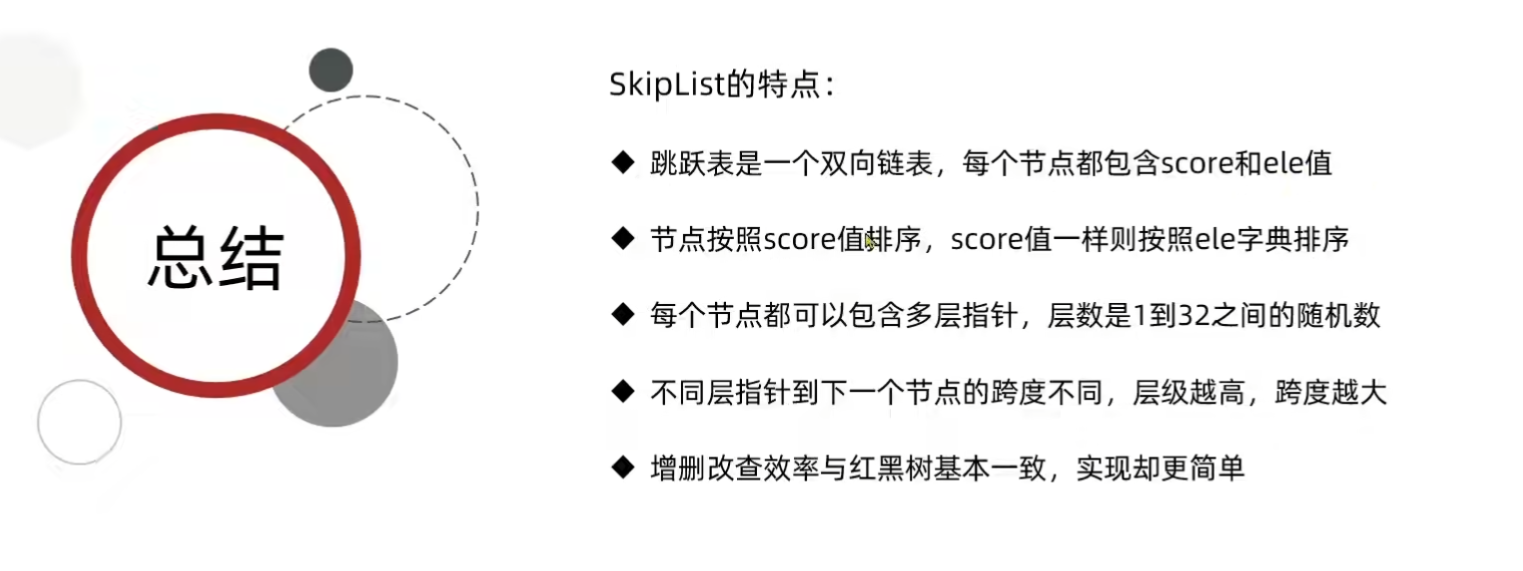 总结
SkipList的特点：
◆ 跳跃表是一个双向链表，每个节点都包含score和ele值
◆ 节点按照score值排序，score值一样则按照ele字典排序
◆ 每个节点都可以包含多层指针，层数是1到32之间的随机数
◆ 不同层指针到下一个节点的跨度不同，层级越高，跨度越大
◆ 增删改查效率与红黑树基本一致，实现却更简单